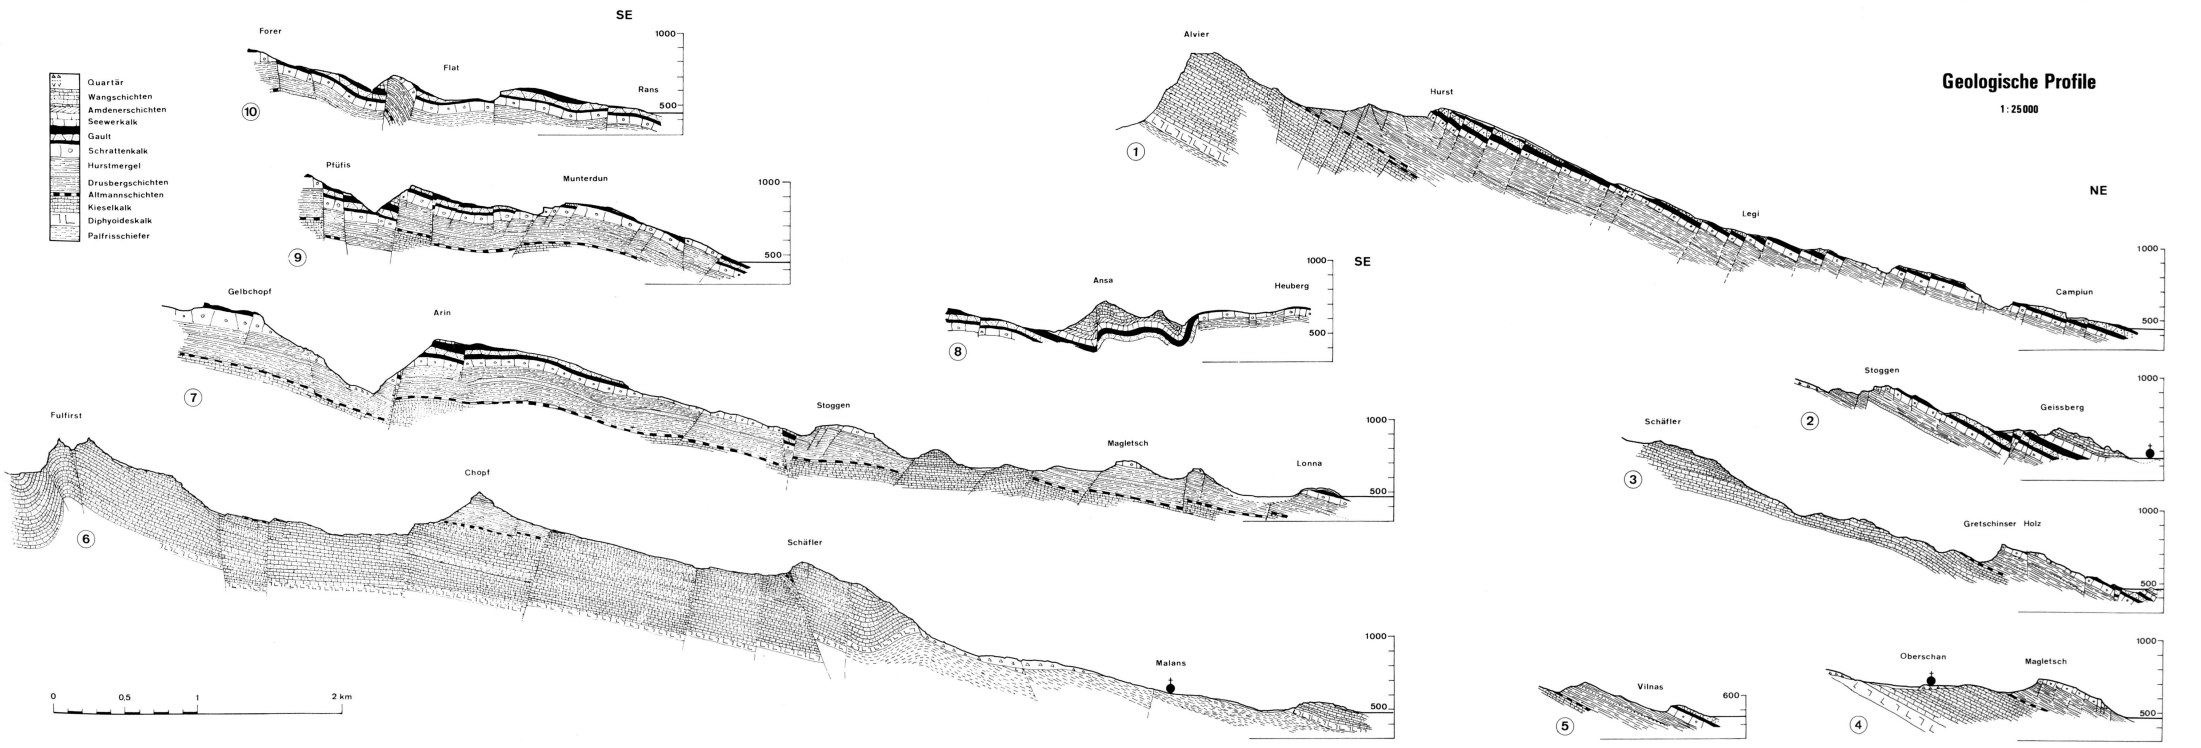 Geologische Profile
1:25000
Quartär
Wangschichten
Amdenerschichten
Seewerkalk
Gault
Schrattenkalk
Hurstmergel
Drusbergschichten
Altmannschichten
Kieselkalk
Diphyoideskalk
Palfrisschiefer
SE
Forer
Flat
Rans
1000
500
10
Pfüfis
Munterdun
1000
500
9
Gelbchopf
Arin
Stoggen
Magletsch
Lonna
1000
500
7
Fulfirst
Chopf
Schäfler
Malans
1000
500
6
0 0,5 1 2 km
Alvier
Hurst
Legi
Campiun
NE
1000
500
1
SE
Ansa
Heuberg
1000
500
8
Stoggen
Geissberg
1000
2
Schäfler
Gretschinser Holz
1000
500
3
Oberschan
Magletsch
1000
500
4
Vilnas
600
5